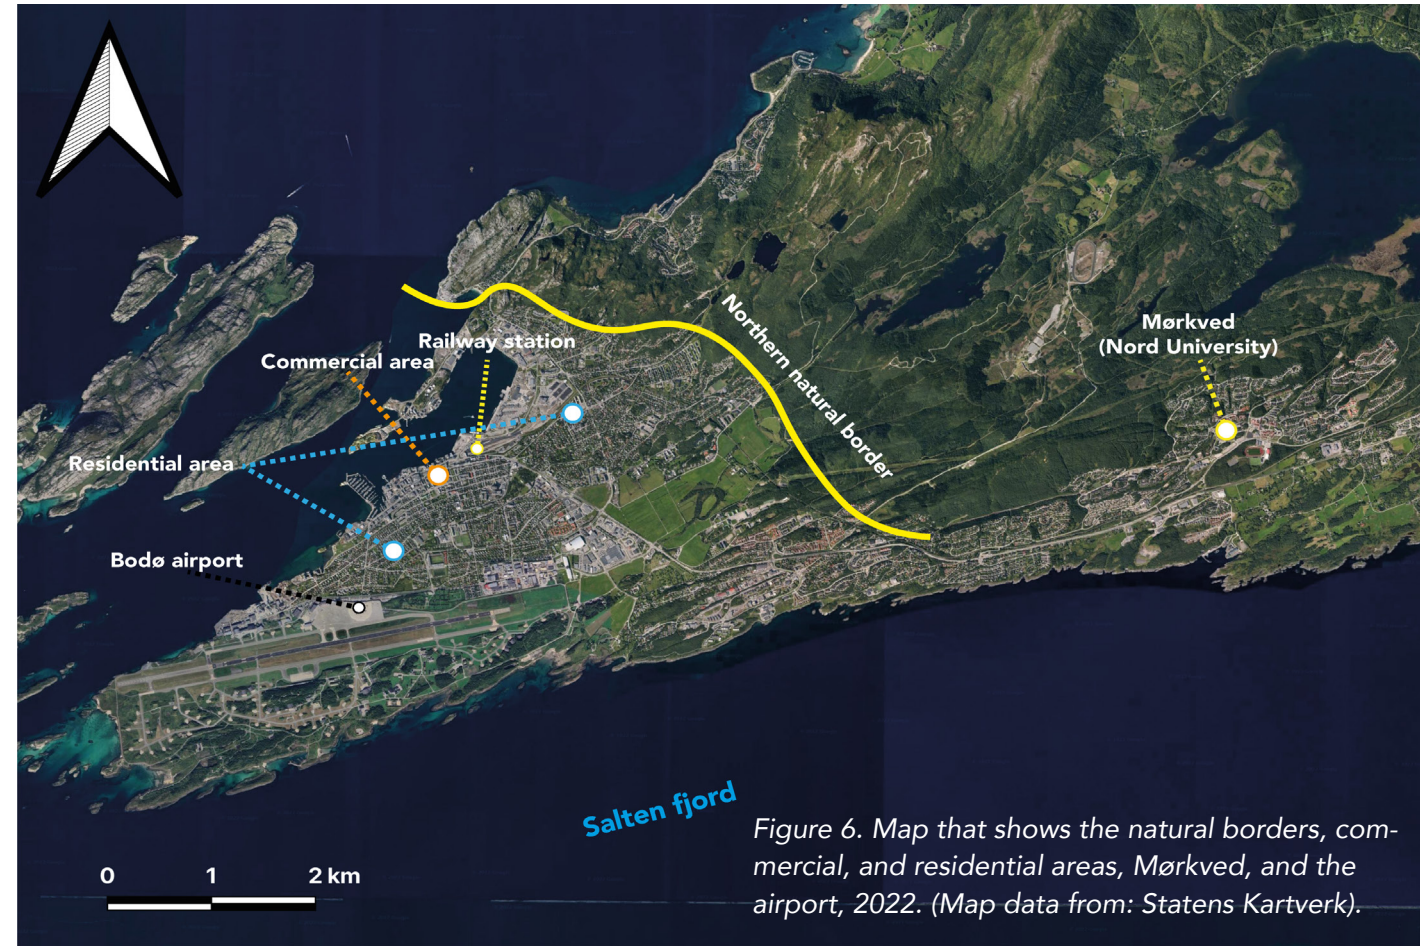 Railway station
Commercial area
Mørkved
(Nord University)
Northern natural border
Residential area
Bodø airport
Salten fjord
0 1 2 km
Figure 6. Map that shows the natural borders, com-
mercial, and residential areas, Mørkved, and the
airport, 2022. (Map data from: Statens Kartverk).